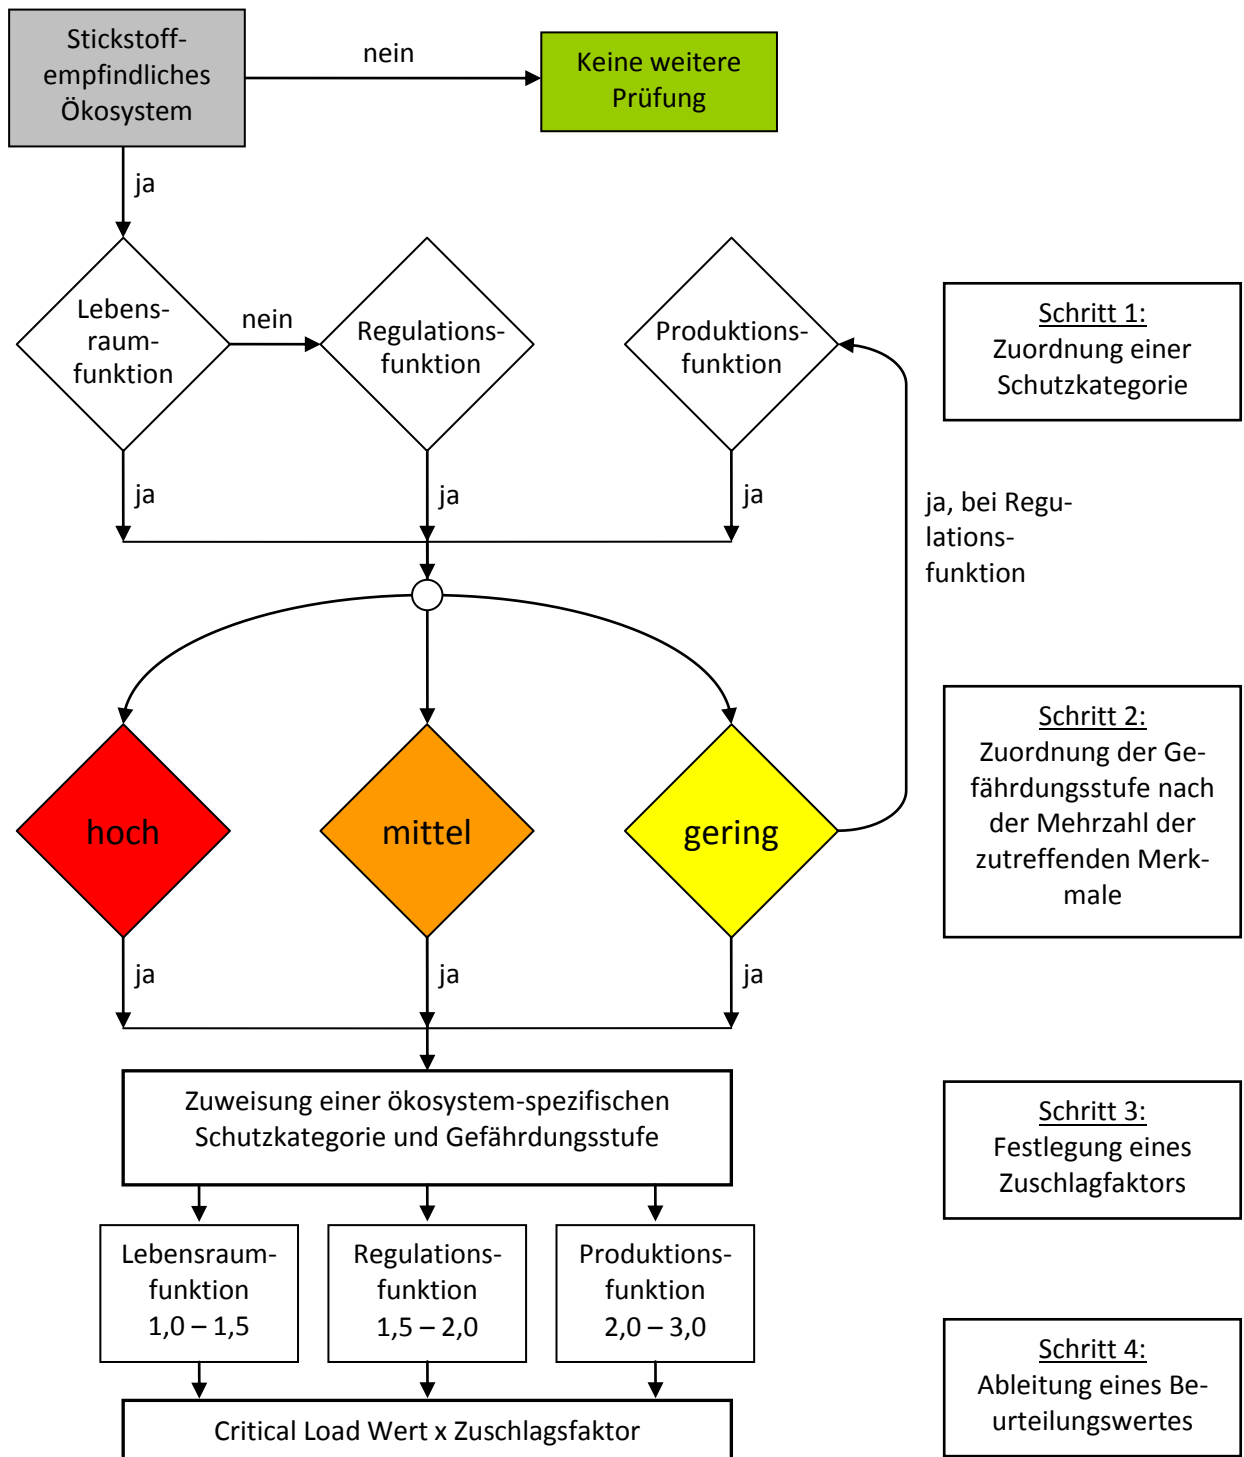 Stickstoff-
empfindliches
Ökosystem
nein
Keine weitere
Prüfung
ja
Lebens-
raum-
funktion
nein
Regulations-
funktion
Produktions-
funktion
Schritt 1:
Zuordnung einer
Schutzkategorie
ja
ja
ja
ja, bei Regu-
lations-
funktion
hoch
mittel
gering
Schritt 2:
Zuordnung der Ge-
fährdungsstufe nach
der Mehrzahl der
zutreffenden Merk-
male
ja
ja
ja
Zuweisung einer ökosystem-spezifischen
Schutzkategorie und Gefährdungsstufe
Schritt 3:
Festlegung eines
Zuschlagfaktors
Lebensraum-
funktion
1,0 – 1,5
Regulations-
funktion
1,5 – 2,0
Produktions-
funktion
2,0 – 3,0
Schritt 4:
Ableitung eines Be-
urteilungswertes
Critical Load Wert x Zuschlagsfaktor